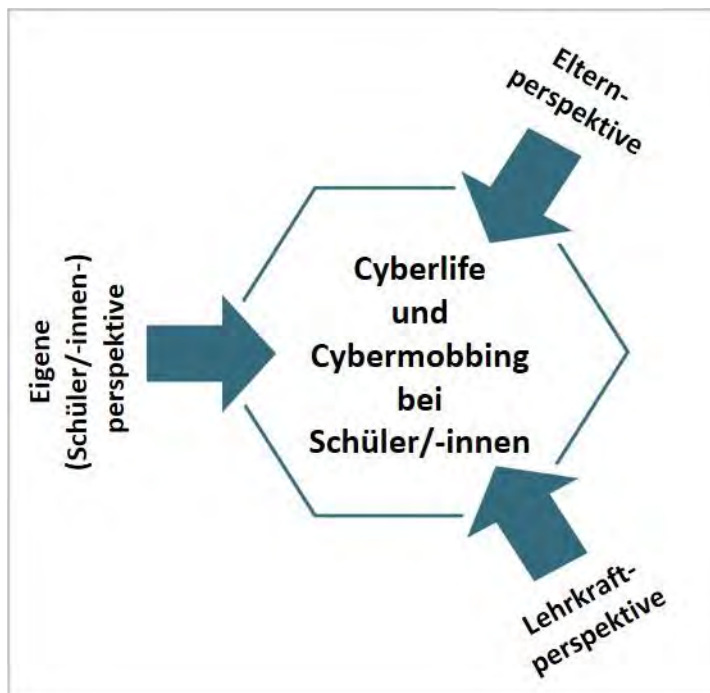 Eltern-
perspektive
Cyberlife
und
Cybermobbing
bei
Schüler/-innen
Eigene
(Schüler/-innen-)
perspektive
Lehrkraft-
perspektive